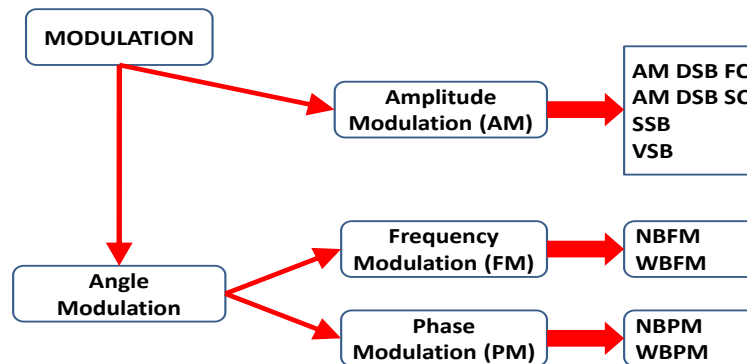 MODULATION
Amplitude
Modulation (AM)
AM DSB FC
AM DSB SC
SSB
VSB
Frequency
Modulation (FM)
NBFM
WBFM
Angle
Modulation
Phase
Modulation (PM)
NBPM
WBPM